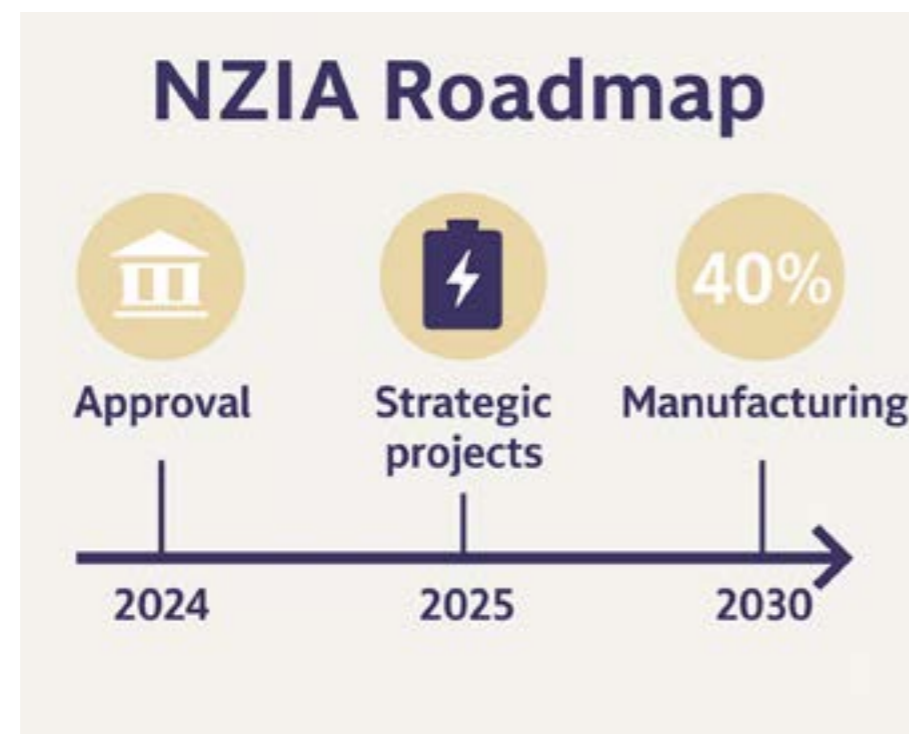 NZIA Roadmap
40%
Approval
Strategic
projects
Manufacturing
2024
2025
2030